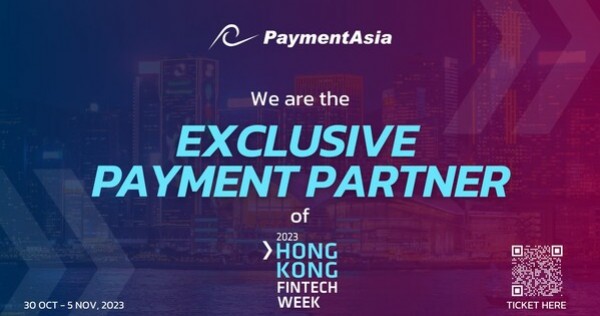 PaymentAsia
We are the
EXCLUSIVE
PAYMENT PARTNER
of
2023
HONG
KONG
FINTECH
WEEK
30 OCT - 5 NOV, 2023
TICKET HERE